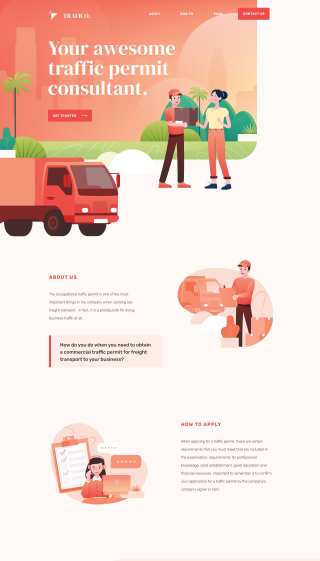 TRAFICO.
ABOUT
HOW TO
FAQS
CONTACT US
Your awesome
traffic permit
consultant.
GET STARTED
ABOUT US
The occupational traffic permit is one of the most
important things in the company when carrying out
freight transport. In fact, it is a prerequisite for doing
business traffic at all.
How do you do when you need to obtain
a commercial traffic permit for freight
transport to your business?
HOW TO APPLY
When applying for a traffic permit, there are certain
requirements that you must meet that are included in
the examination: requirements for professional
knowledge, solid establishment, good reputation and
financial resources. Important to remember is to confirm
your application for a traffic permit by the company's
company signer or CEO.